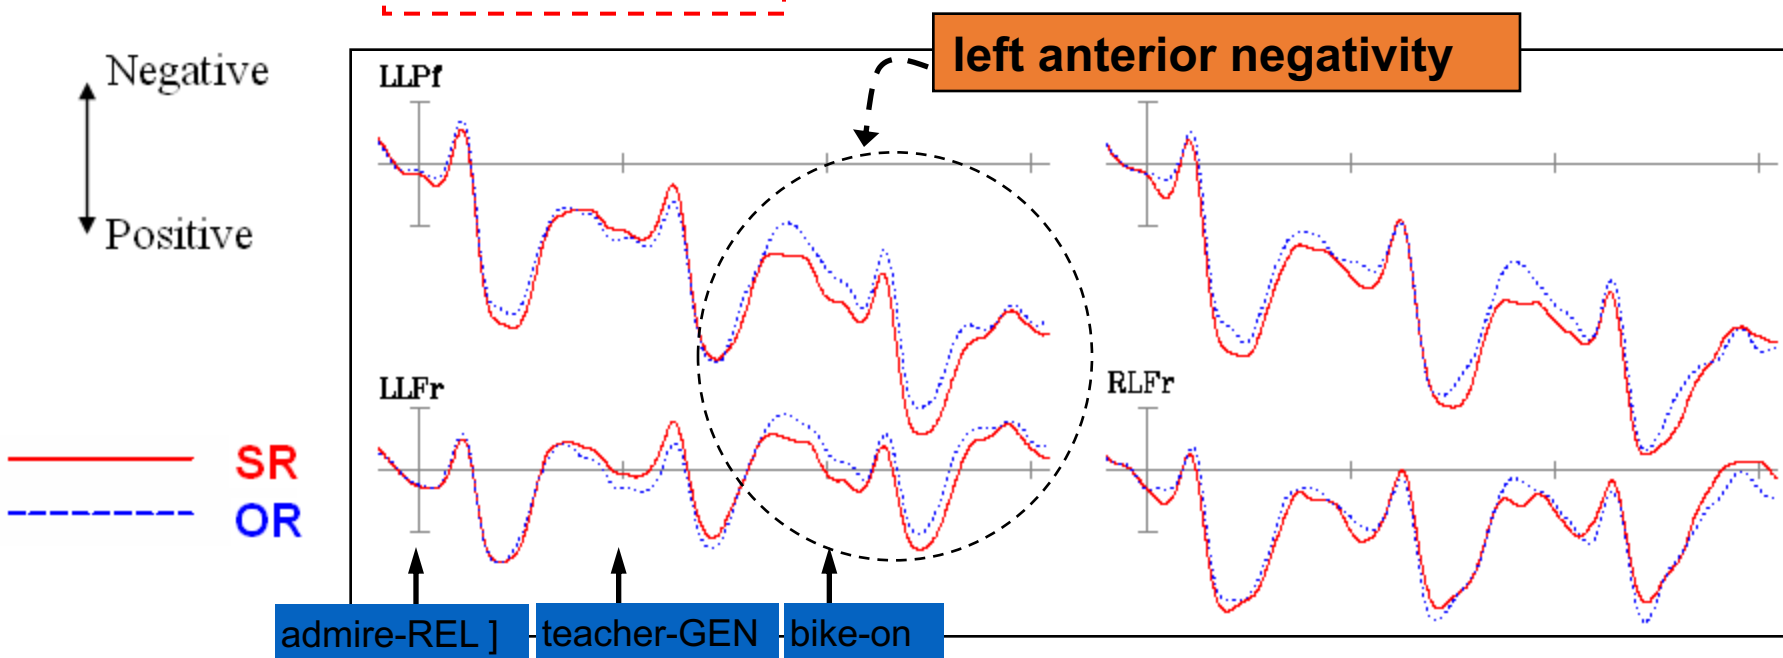 left anterior negativity
Negative
Positive
LLPf
LLFr
RLFr
SR
OR
admire-REL ]
teacher-GEN
bike-on